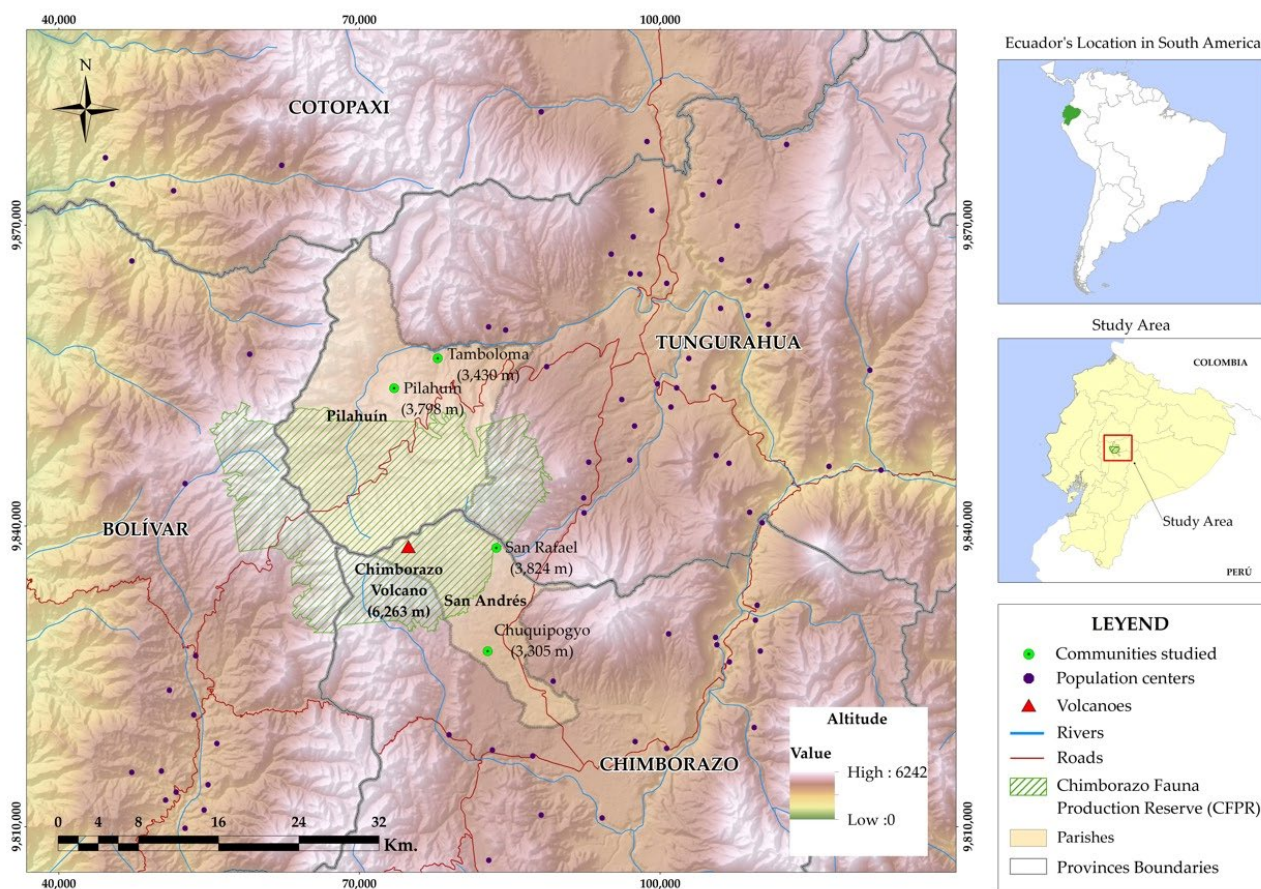 40,000
70,000
100,000
N
COTOPAXI
9,870,000
9,870,000
TUNGURAHUA
Tamboloma
(3,430 m)
Pilahuín
(3,798 m)
Pilahuín
BOLÍVAR
9,840,000
9,840,000
San Rafael
(3,824 m)
Chimborazo
Volcano
(6,263 m)
San Andrés
Chuquipogyo
(3,305 m)
CHIMBORAZO
Altitude
Value
High : 6242
Low :0
9,810,000
9,810,000
0 4 8 16 24 32
Km.
40,000
70,000
100,000
Ecuador's Location in South America
Study Area
COLOMBIA
Study Area
PERÚ
LEYEND
Communities studied
Population centers
Volcanoes
Rivers
Roads
Chimborazo Fauna
Production Reserve (CFPR)
Parishes
Provinces Boundaries